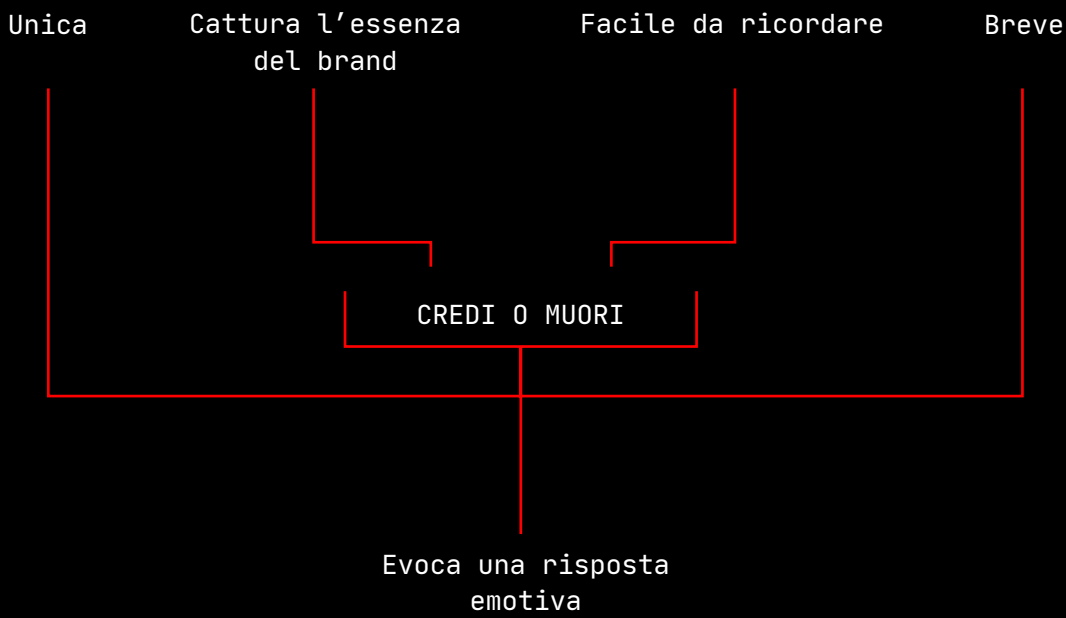 Unica
Cattura l’essenza
del brand
Facile da ricordare
Breve
CREDI O MUORI
Evoca una risposta
emotiva